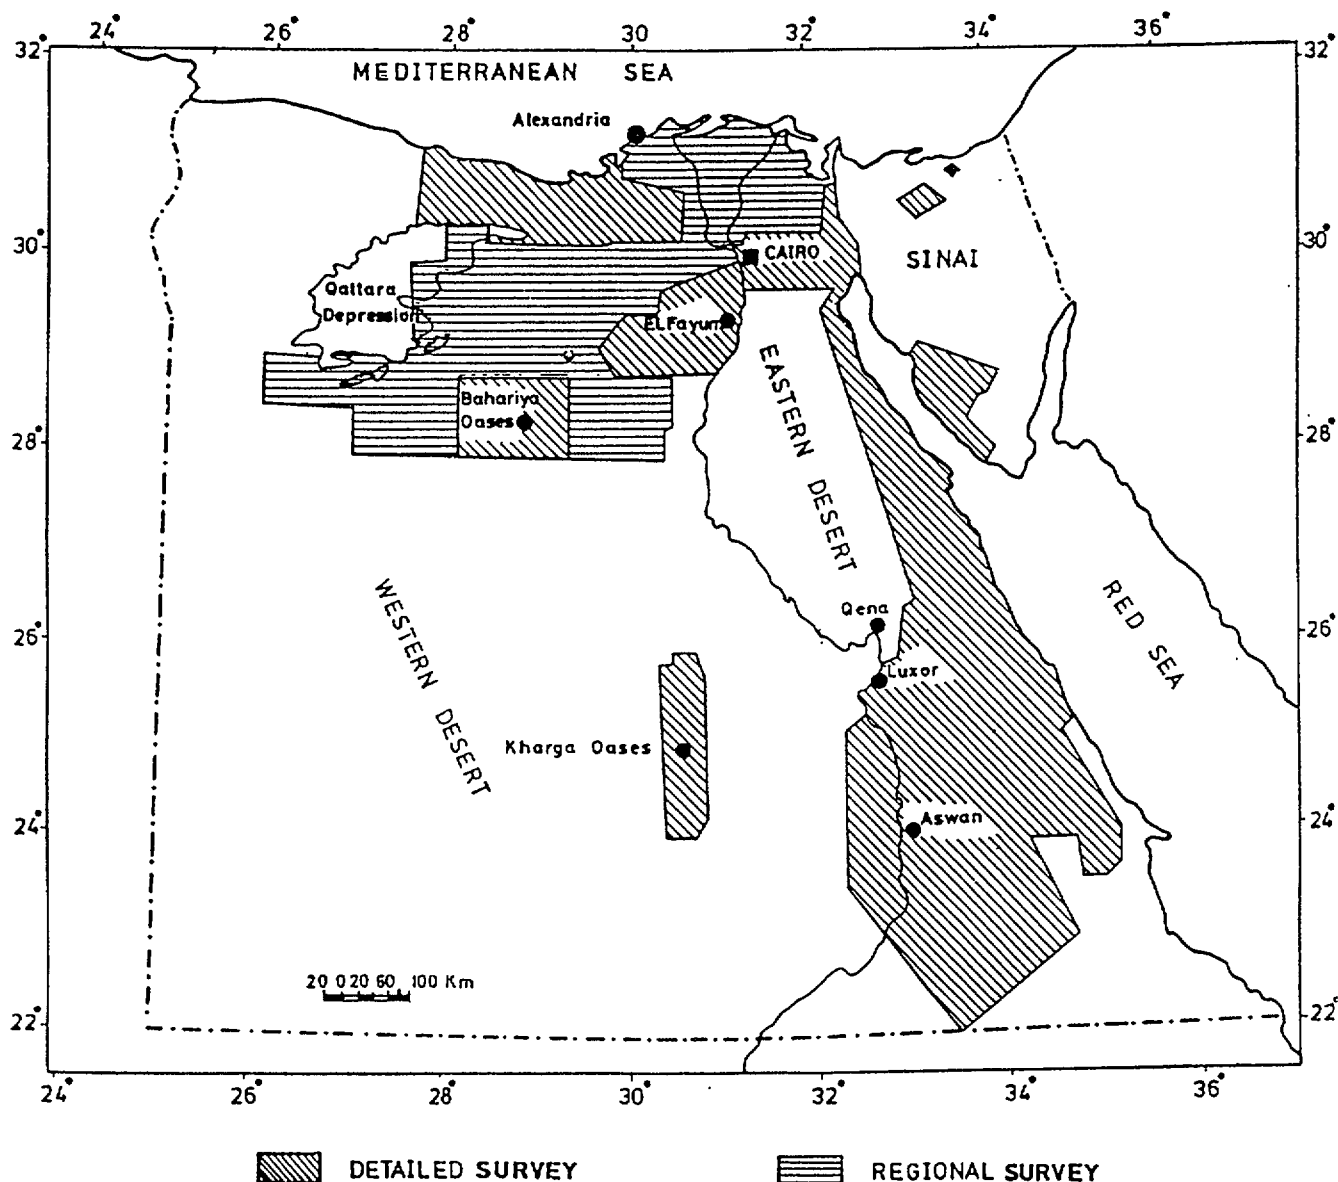 24° 26° 28° 30° 32° 34° 36°
32° 32°
MEDITERRANEAN SEA
Alexandria
30° 30°
CAIRO
SINAI
Qattara
Depression
EL Fayum
EASTERN DESERT
Bahariya
Oases
28° 28°
WESTERN DESERT
Qena
RED SEA
26° 26°
Luxor
Kharga Oases
24° 24°
Aswan
20 0 20 60 100 Km
22° 22°
24° 26° 28° 30° 32° 34° 36°
DETAILED SURVEY REGIONAL SURVEY